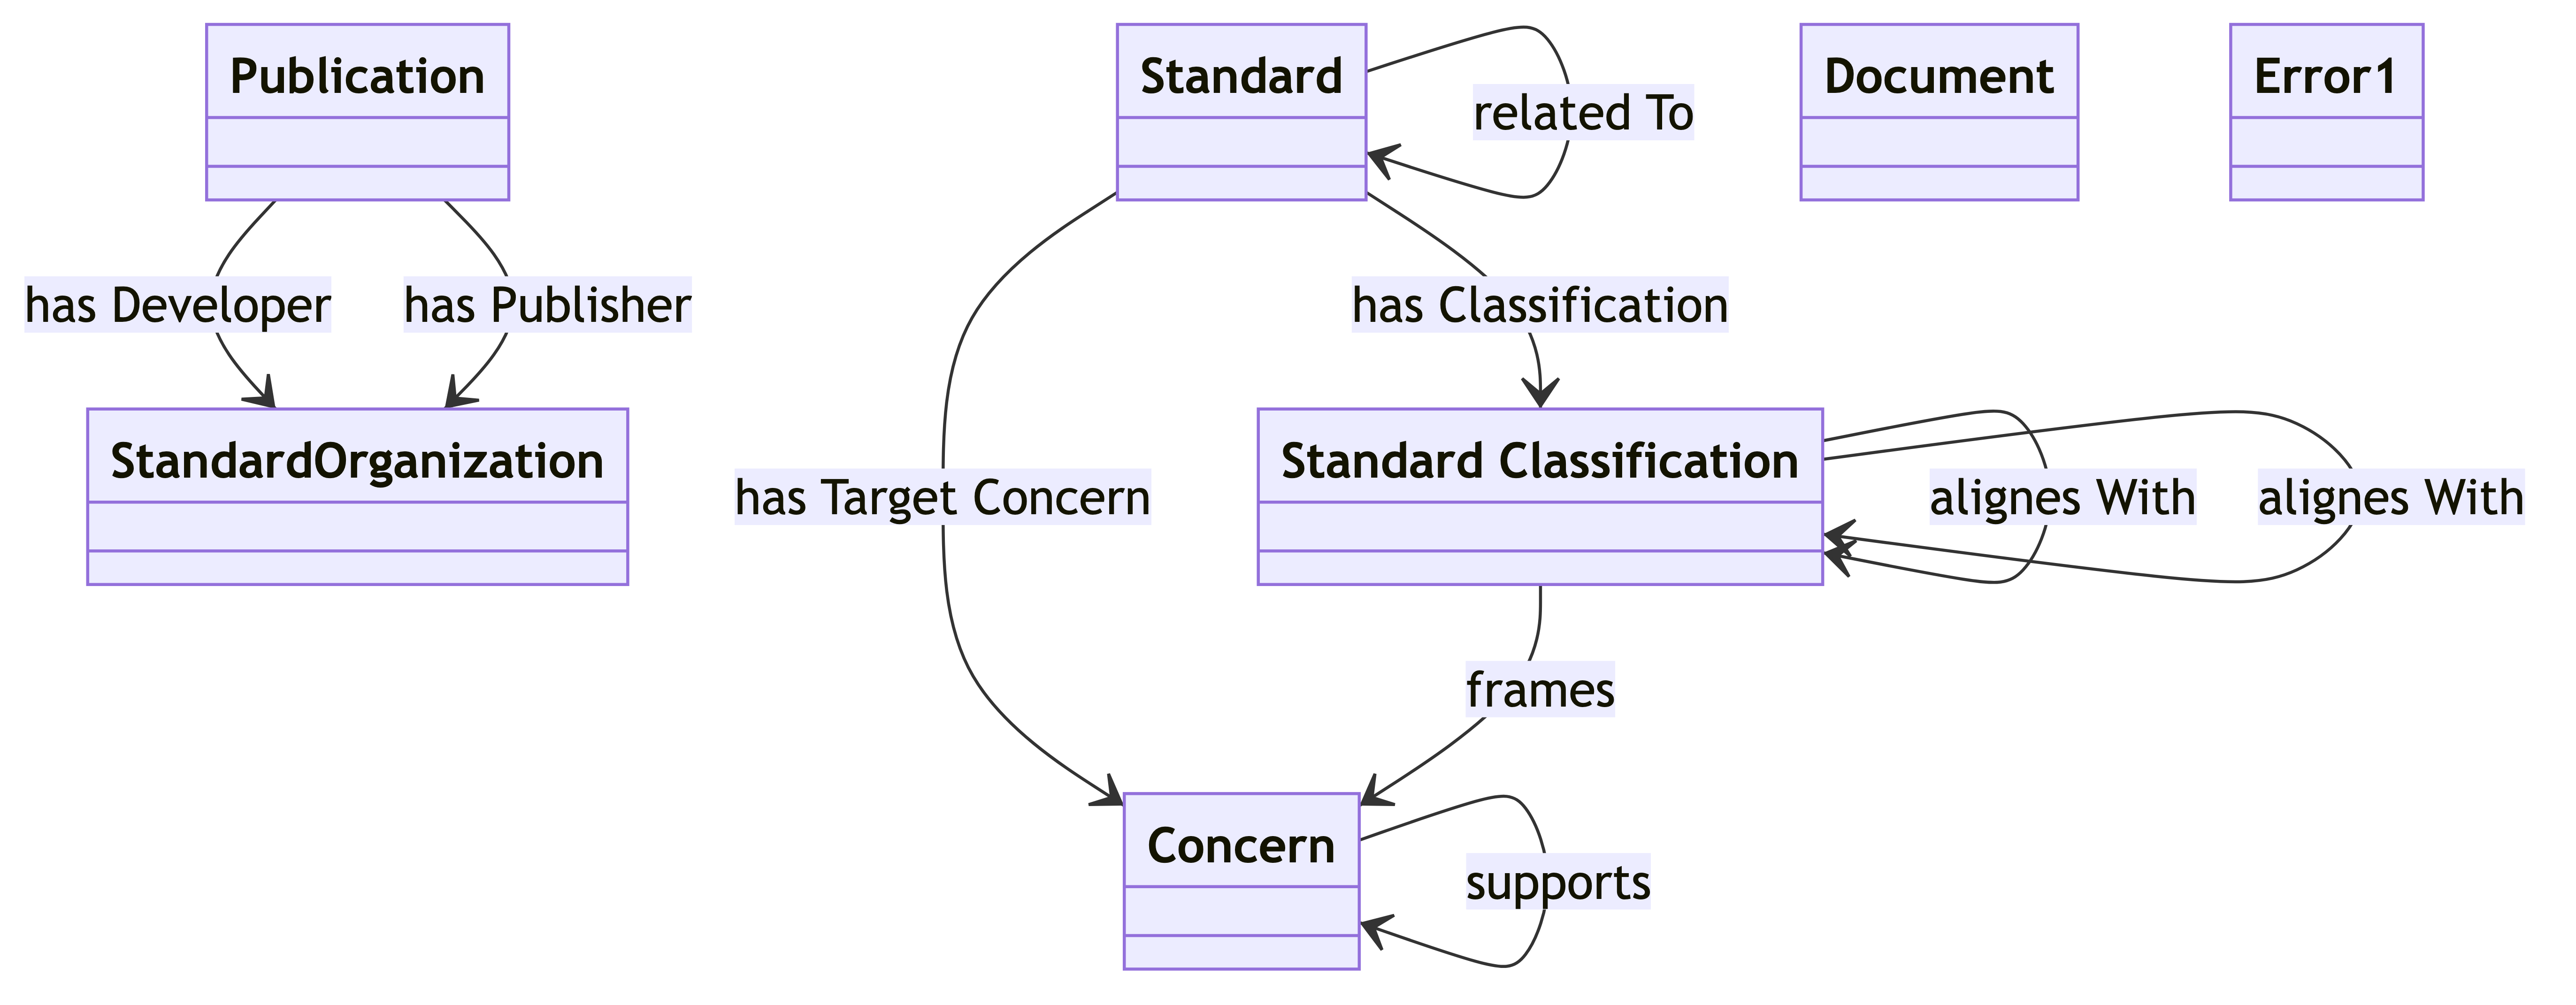 Publication
Standard
Document
Error1
related To
has Developer
has Publisher
has Classification
StandardOrganization
Standard Classification
has Target Concern
alignes With
alignes With
frames
Concern
supports